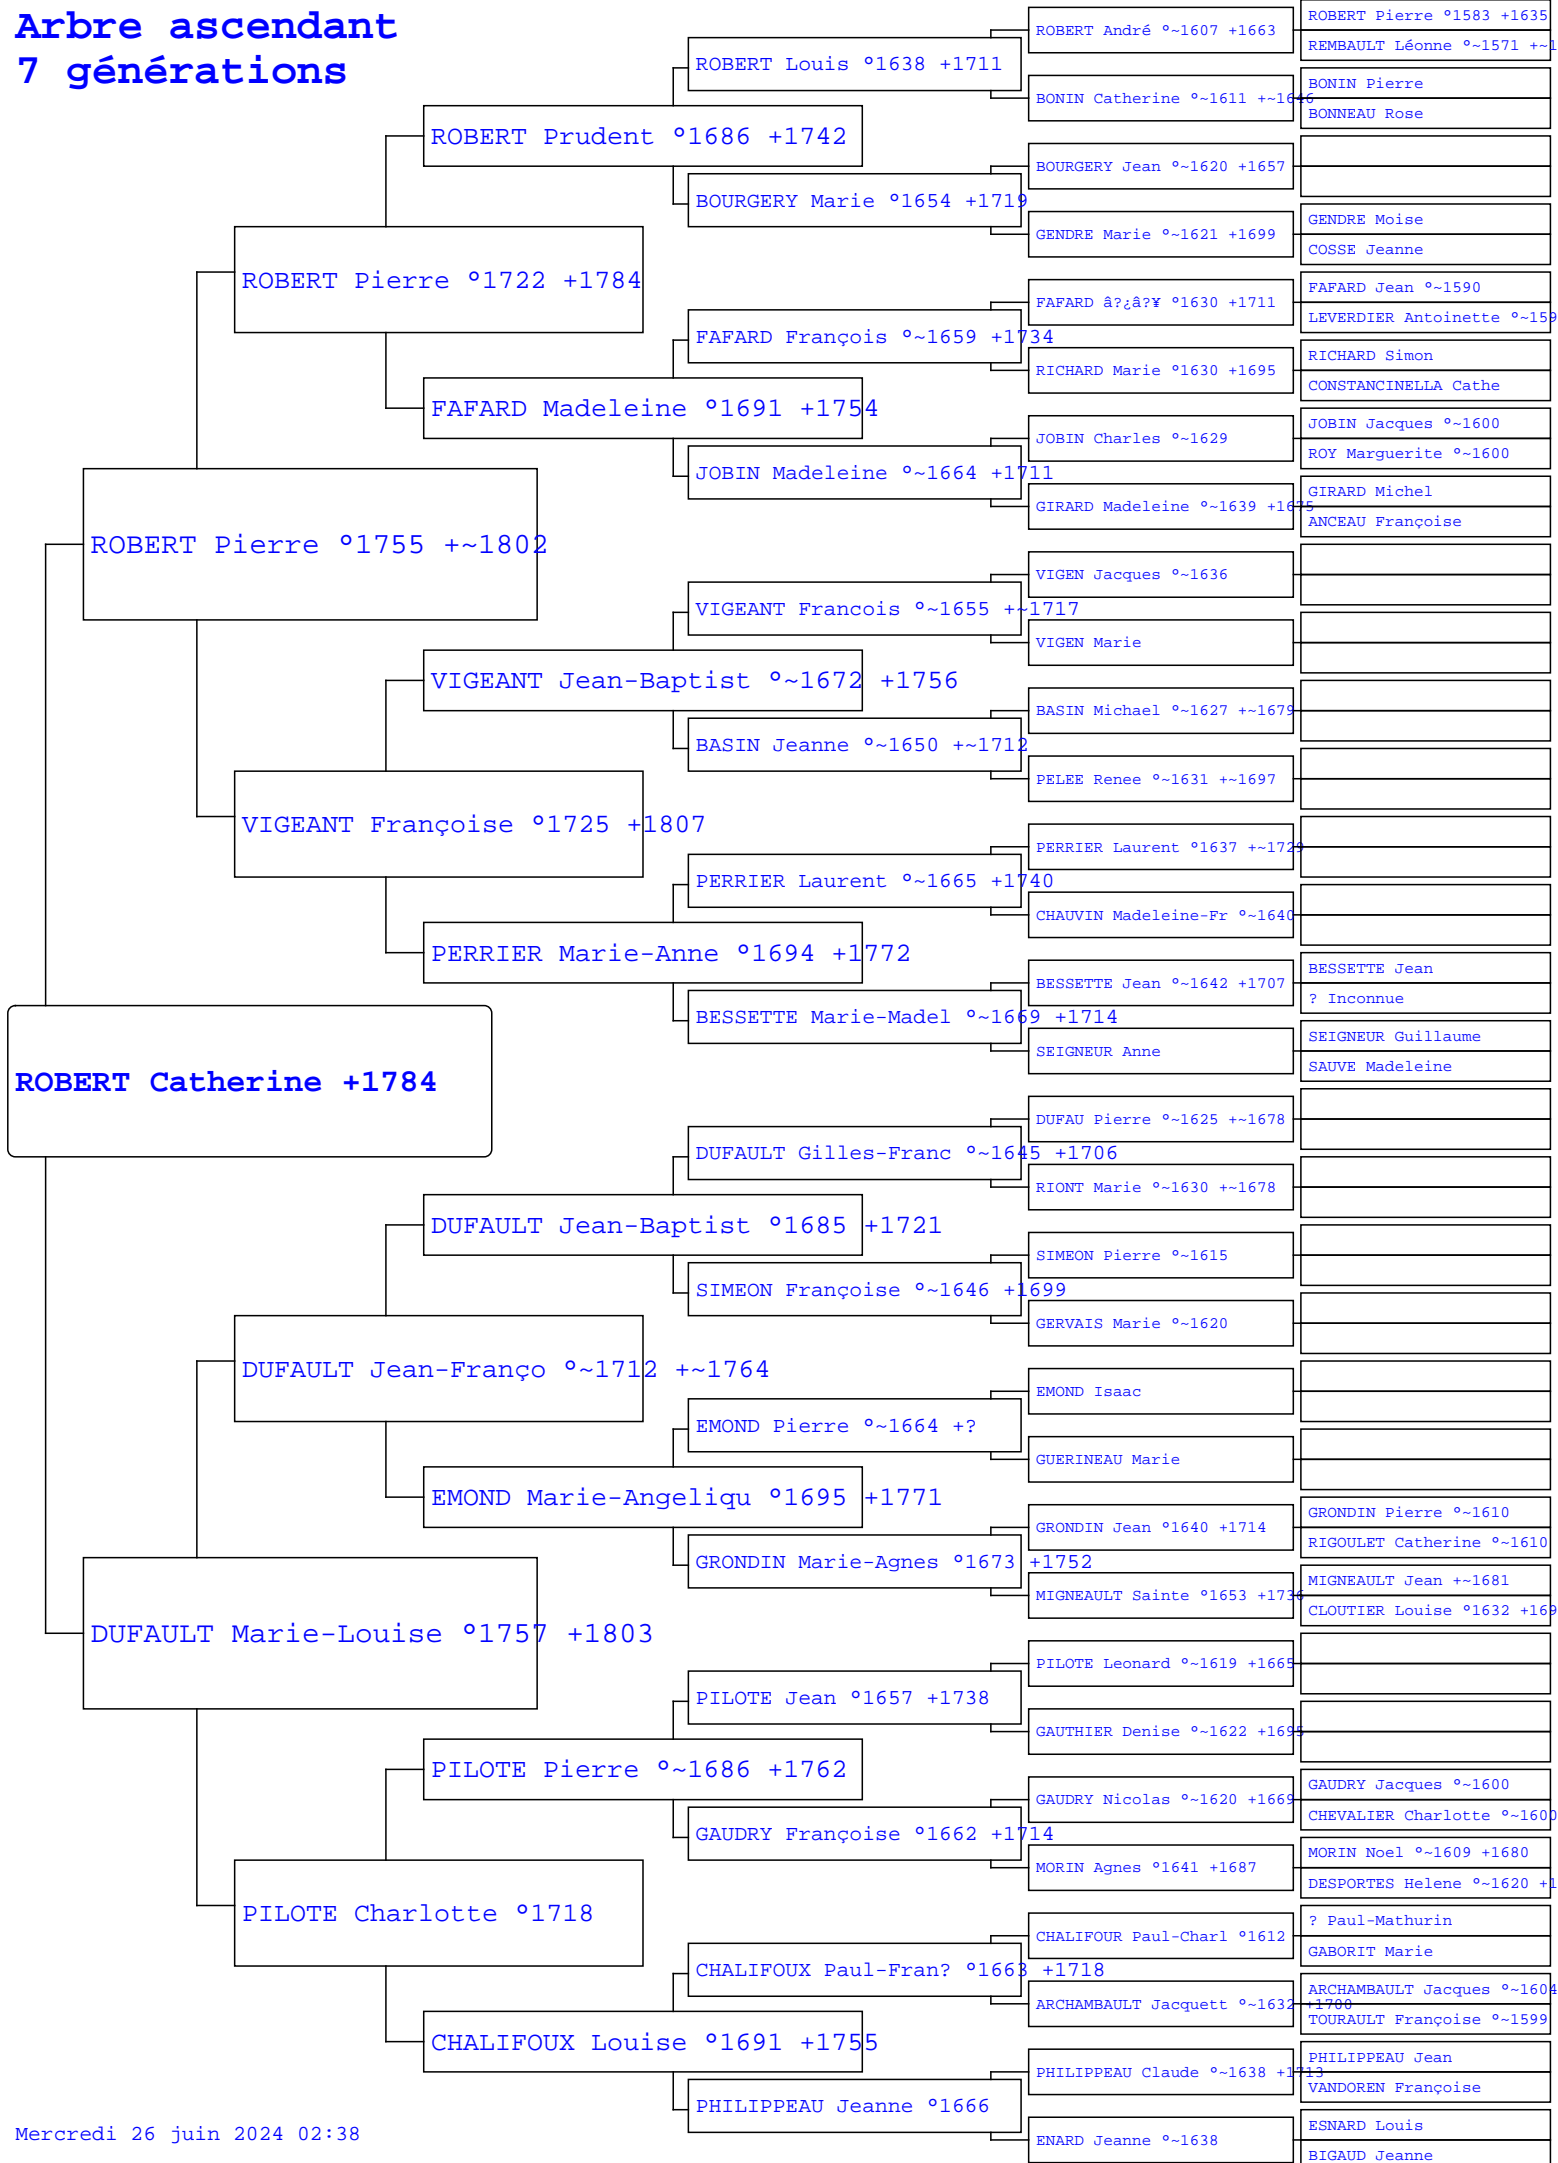 Arbre ascendant
7 générations
ROBERT Catherine +1784
ROBERT Pierre °1755 +~1802
DUFAULT Marie-Louise °1757 +1803
ROBERT Pierre °1722 +1784
VIGEANT Françoise °1725 +1807
DUFAULT Jean-Franço °~1712 +~1764
PILOTE Charlotte °1718
ROBERT Prudent °1686 +1742
FAFARD Madeleine °1691 +1754
VIGEANT Jean-Baptist °~1672 +1756
PERRIER Marie-Anne °1694 +1772
DUFAULT Jean-Baptist °1685 +1721
EMOND Marie-Angeliqu °1695 +1771
PILOTE Pierre °~1686 +1762
CHALIFOUX Louise °1691 +1755
ROBERT Louis °1638 +1711
BOURGERY Marie °1654 +1719
FAFARD François °~1659 +1734
JOBIN Madeleine °~1664 +1711
VIGEANT Francois °~1655 +~1717
BASIN Jeanne °~1650 +~1712
PERRIER Laurent °~1665 +1740
BESSETTE Marie-Madel °~1669 +1714
DUFAULT Gilles-Franc °~1645 +1706
SIMEON Françoise °~1646 +1699
EMOND Pierre °~1664 +?
GRONDIN Marie-Agnes °1673 +1752
PILOTE Jean °1657 +1738
GAUDRY Françoise °1662 +1714
CHALIFOUX Paul-Fran? °1663 +1718
PHILIPPEAU Jeanne °1666
ROBERT André °~1607 +1663
BONIN Catherine °~1611 +~1646
BOURGERY Jean °~1620 +1657
GENDRE Marie °~1621 +1699
FAFARD â?¿â?¥ °1630 +1711
RICHARD Marie °1630 +1695
JOBIN Charles °~1629
GIRARD Madeleine °~1639 +1675
VIGEN Jacques °~1636
VIGEN Marie
BASIN Michael °~1627 +~1679
PELEE Renee °~1631 +~1697
PERRIER Laurent °1637 +~1729
CHAUVIN Madeleine-Fr °~1640
BESSETTE Jean °~1642 +1707
SEIGNEUR Anne
DUFAU Pierre °~1625 +~1678
RIONT Marie °~1630 +~1678
SIMEON Pierre °~1615
GERVAIS Marie °~1620
EMOND Isaac
GUERINEAU Marie
GRONDIN Jean °1640 +1714
MIGNEAULT Sainte °1653 +1736
PILOTE Leonard °~1619 +1665
GAUTHIER Denise °~1622 +1695
GAUDRY Nicolas °~1620 +1669
MORIN Agnes °1641 +1687
CHALIFOUR Paul-Charl °1612
ARCHAMBAULT Jacquett °~1632 +1700
PHILIPPEAU Claude °~1638 +1713
ENARD Jeanne °~1638
ROBERT Pierre °1583 +1635
REMBAULT Léonne °~1571 +~1
BONIN Pierre
BONNEAU Rose
GENDRE Moise
COSSE Jeanne
FAFARD Jean °~1590
LEVERDIER Antoinette °~159
RICHARD Simon
CONSTANCINELLA Cathe
JOBIN Jacques °~1600
ROY Marguerite °~1600
GIRARD Michel
ANCEAU Françoise
BESSETTE Jean
? Inconnue
SEIGNEUR Guillaume
SAUVE Madeleine
GRONDIN Pierre °~1610
RIGOULET Catherine °~1610
MIGNEAULT Jean +~1681
CLOUTIER Louise °1632 +169
GAUDRY Jacques °~1600
CHEVALIER Charlotte °~1600
MORIN Noel °~1609 +1680
DESPORTES Helene °~1620 +1
? Paul-Mathurin
GABORIT Marie
ARCHAMBAULT Jacques °~1604
TOURAULT Françoise °~1599
PHILIPPEAU Jean
VANDOREN Françoise
ESNARD Louis
BIGAUD Jeanne
Mercredi 26 juin 2024 02:38